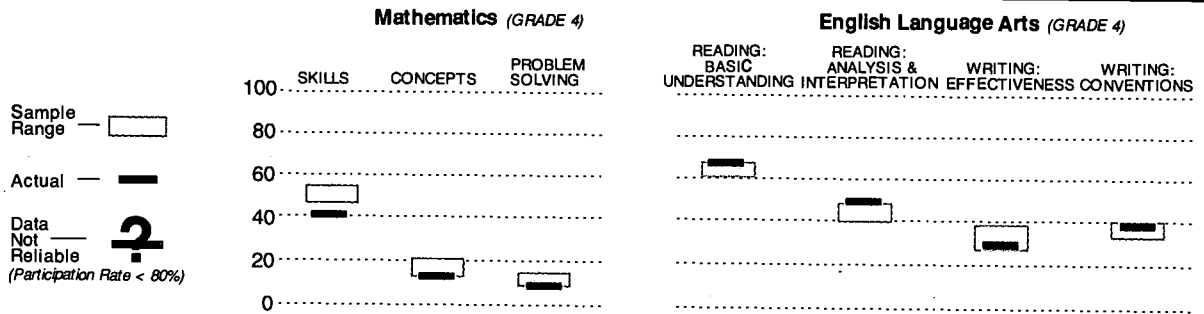 Mathematics (GRADE 4)
SKILLS
CONCEPTS
PROBLEM
SOLVING
English Language Arts (GRADE 4)
READING:
BASIC
UNDERSTANDING
READING:
ANALYSIS &
INTERPRETATION
WRITING:
EFFECTIVENESS
WRITING:
CONVENTIONS
100
80
60
40
20
0
Sample
Range
Actual
Data
Not
Reliable
?
(Participation Rate < 80%)